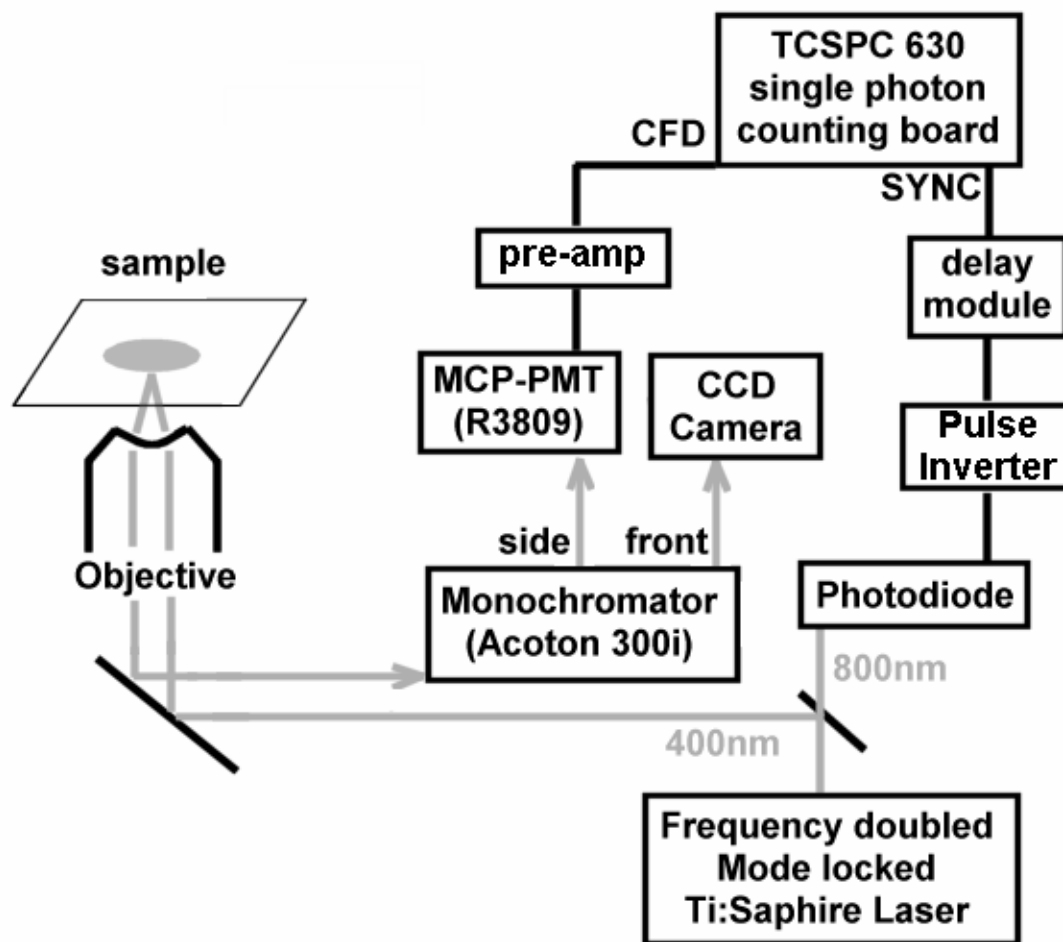 TCSPC 630
single photon
counting board
CFD
SYNC
pre-amp
delay
module
sample
MCP-PMT
(R3809)
CCD
Camera
Pulse
Inverter
side
front
Objective
Monochromator
(Acoton 300i)
Photodiode
800nm
400nm
Frequency doubled
Mode locked
Ti:Saphire Laser